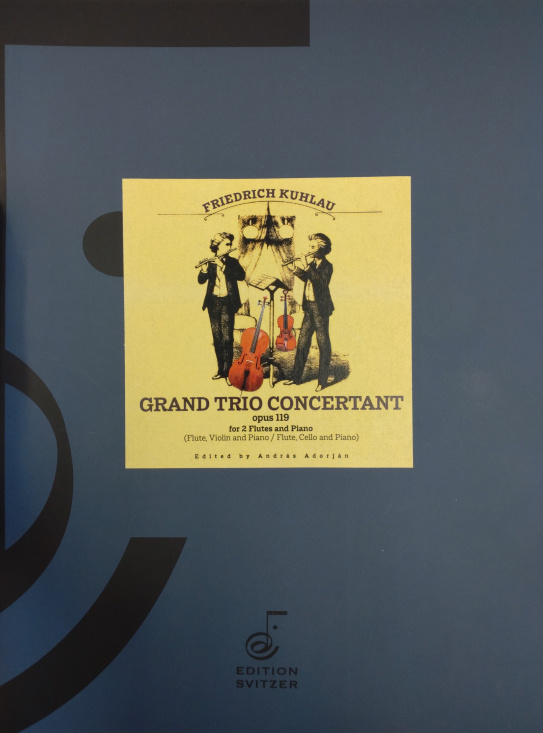 FRIEDRICH KUHLAU
GRAND TRIO CONCERTANT
opus 119
for 2 Flutes and Piano
(Flute, Violin and Piano / Flute, Cello and Piano)
Edited by András Adorján
EDITION
SVITZER